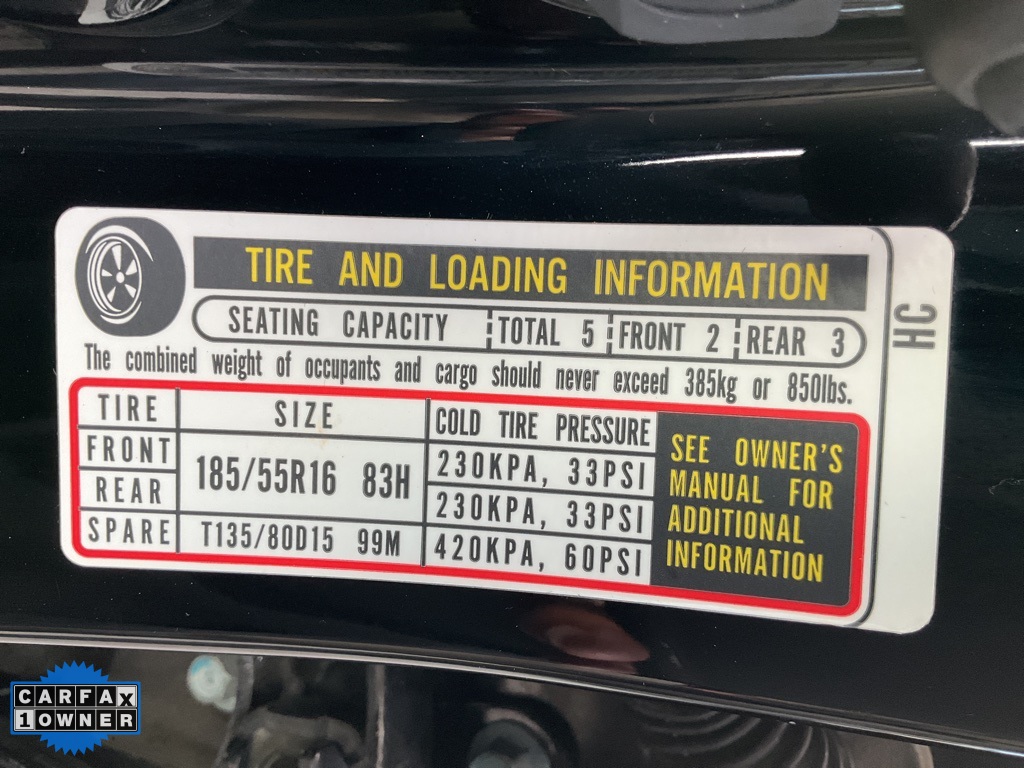 TIRE AND LOADING INFORMATION
SEATING CAPACITY TOTAL 5 FRONT 2 REAR 3
The combined weight of occupants and cargo should never exceed 385kg or 850lbs.
TIRE SIZE COLD TIRE PRESSURE
FRONT 185/55R16 83H 230KPA, 33PSI
REAR 230KPA, 33PSI
SPARE T135/80D15 99M 420KPA, 60PSI
SEE OWNER'S
MANUAL FOR
ADDITIONAL
INFORMATION
HC
CARFAX
1 OWNER